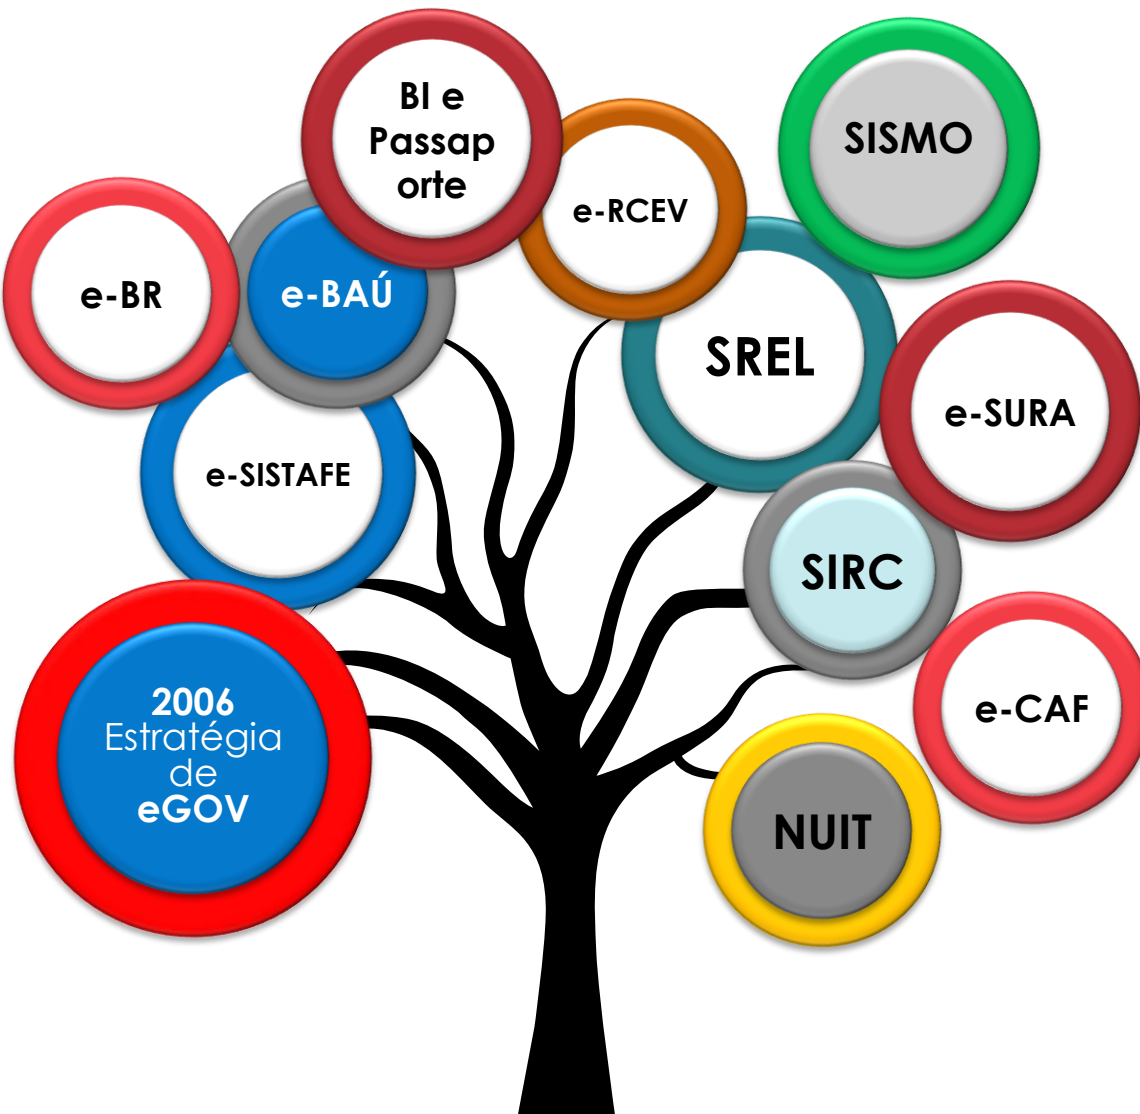 BI e
Passap
orte
SISMO
e-RCEV
e-BR
e-BAÚ
SREL
e-SURA
e-SISTAFE
SIRC
2006
Estratégia
de
eGOV
e-CAF
NUIT